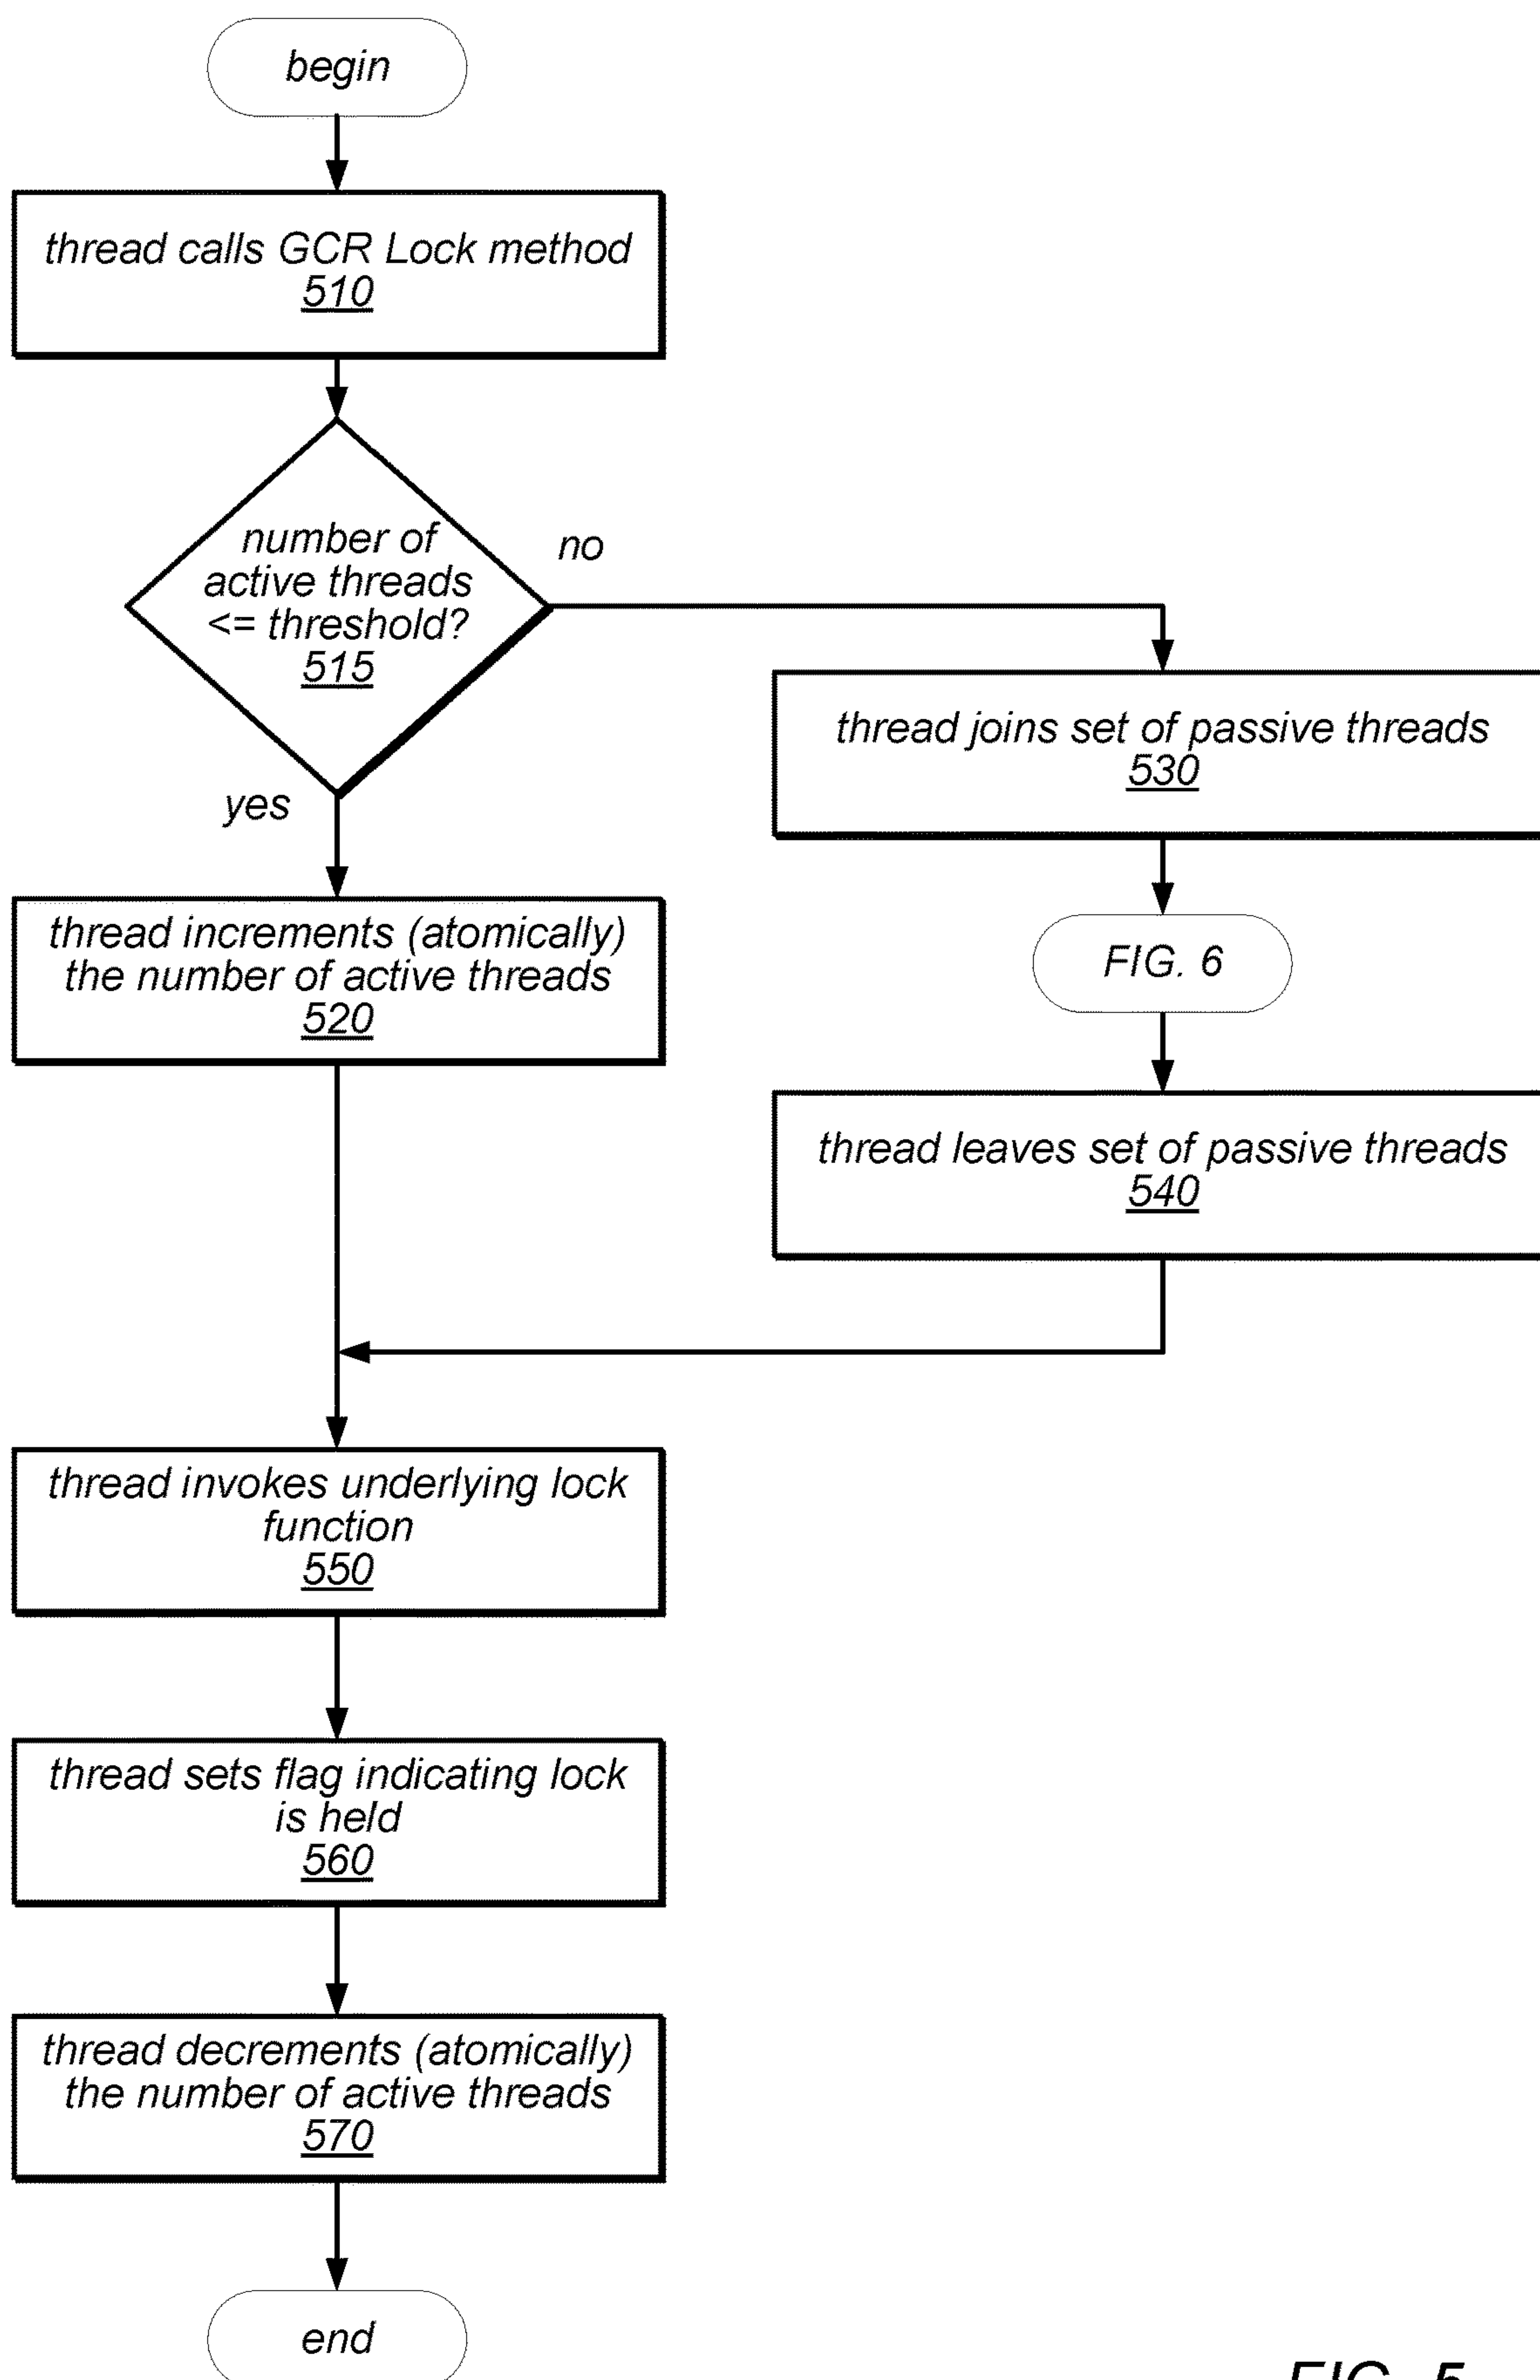 begin
thread calls GCR Lock method
510
number of
active threads
<= threshold?
515
no
yes
thread joins set of passive threads
530
thread increments (atomically)
the number of active threads
520
FIG. 6
thread leaves set of passive threads
540
thread invokes underlying lock
function
550
thread sets flag indicating lock
is held
560
thread decrements (atomically)
the number of active threads
570
end
FIG. 5